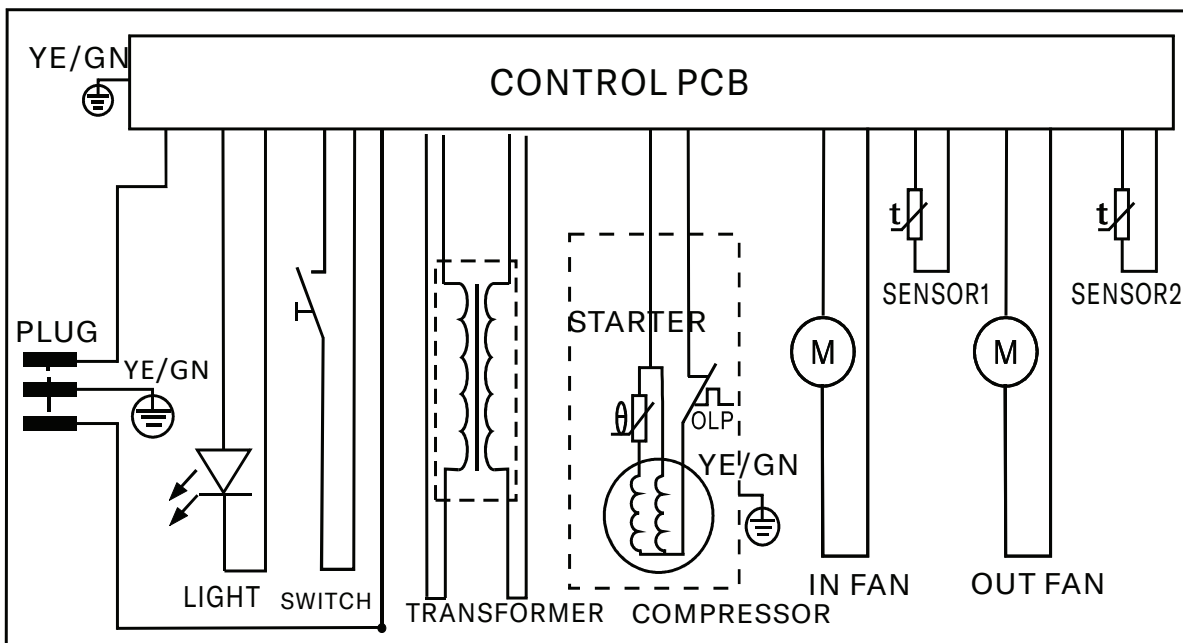 YE/GN
CONTROL PCB
t
t
SENSOR1
SENSOR2
PLUG
STARTER
M
M
YE/GN
θ
OLP
YE/GN
LIGHT
SWITCH
TRANSFORMER
COMPRESSOR
IN FAN
OUT FAN